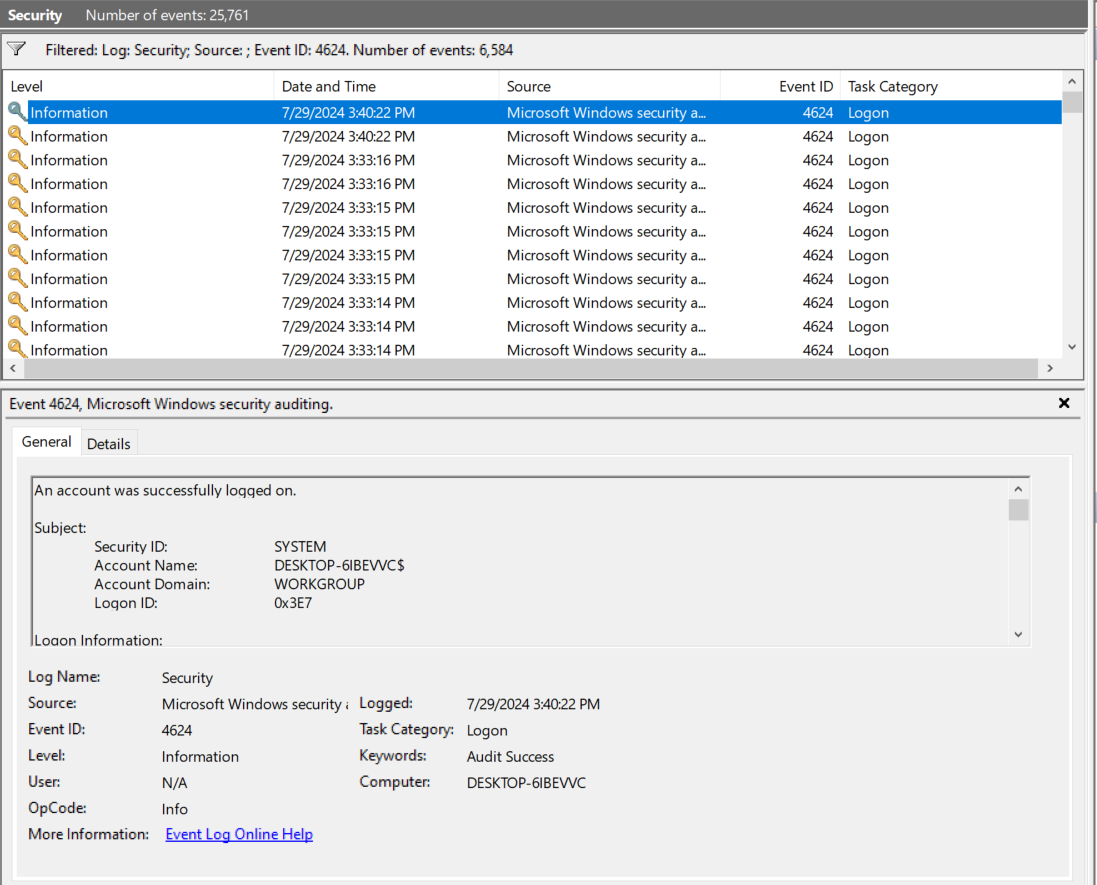 Security Number of events: 25,761
Filtered: Log: Security; Source: ; Event ID: 4624. Number of events: 6,584
Level Date and Time Source Event ID Task Category
Information 7/29/2024 3:40:22 PM Microsoft Windows security a... 4624 Logon
Information 7/29/2024 3:40:22 PM Microsoft Windows security a... 4624 Logon
Information 7/29/2024 3:33:16 PM Microsoft Windows security a... 4624 Logon
Information 7/29/2024 3:33:16 PM Microsoft Windows security a... 4624 Logon
Information 7/29/2024 3:33:15 PM Microsoft Windows security a... 4624 Logon
Information 7/29/2024 3:33:15 PM Microsoft Windows security a... 4624 Logon
Information 7/29/2024 3:33:15 PM Microsoft Windows security a... 4624 Logon
Information 7/29/2024 3:33:15 PM Microsoft Windows security a... 4624 Logon
Information 7/29/2024 3:33:14 PM Microsoft Windows security a... 4624 Logon
Information 7/29/2024 3:33:14 PM Microsoft Windows security a... 4624 Logon
Information 7/29/2024 3:33:14 PM Microsoft Windows security a... 4624 Logon
Event 4624, Microsoft Windows security auditing.
General Details
An account was successfully logged on.
Subject:
Security ID: SYSTEM
Account Name: DESKTOP-6IBEVVC$
Account Domain: WORKGROUP
Logon ID: 0x3E7
Logon Information:
Log Name: Security
Source: Microsoft Windows security a Logged: 7/29/2024 3:40:22 PM
Event ID: 4624 Task Category: Logon
Level: Information Keywords: Audit Success
User: N/A Computer: DESKTOP-6IBEVVC
OpCode: Info
More Information: Event Log Online Help